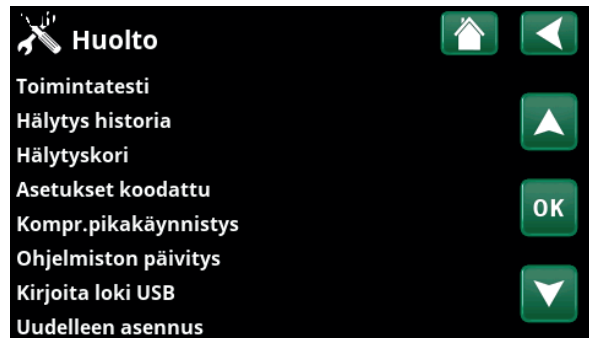 Huolto
Toimintatesti
Hälytys historia
Hälytyskori
Asetukset koodattu
Kompr.pikakäynnistys
Ohjelmiston päivitys
Kirjoita loki USB
Uudelleen asennus
OK